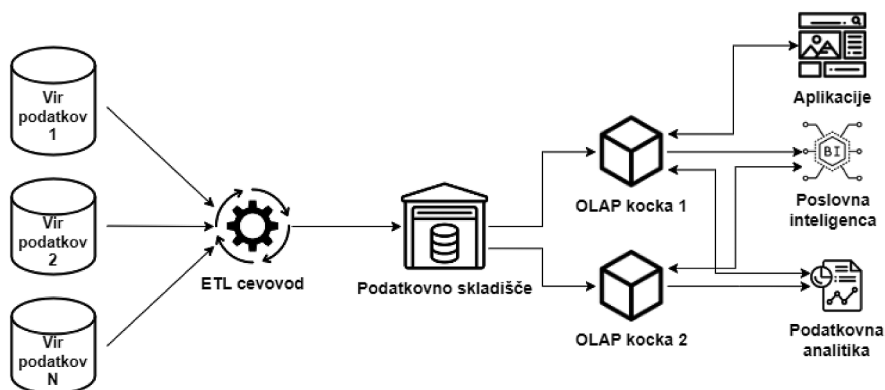 Vir
podatkov
1
Vir
podatkov
2
Vir
podatkov
N
ETL cevovod
Podatkovno skladišče
OLAP kocka 1
OLAP kocka 2
Aplikacije
BI
Poslovna
inteligenca
Podatkovna
analitika